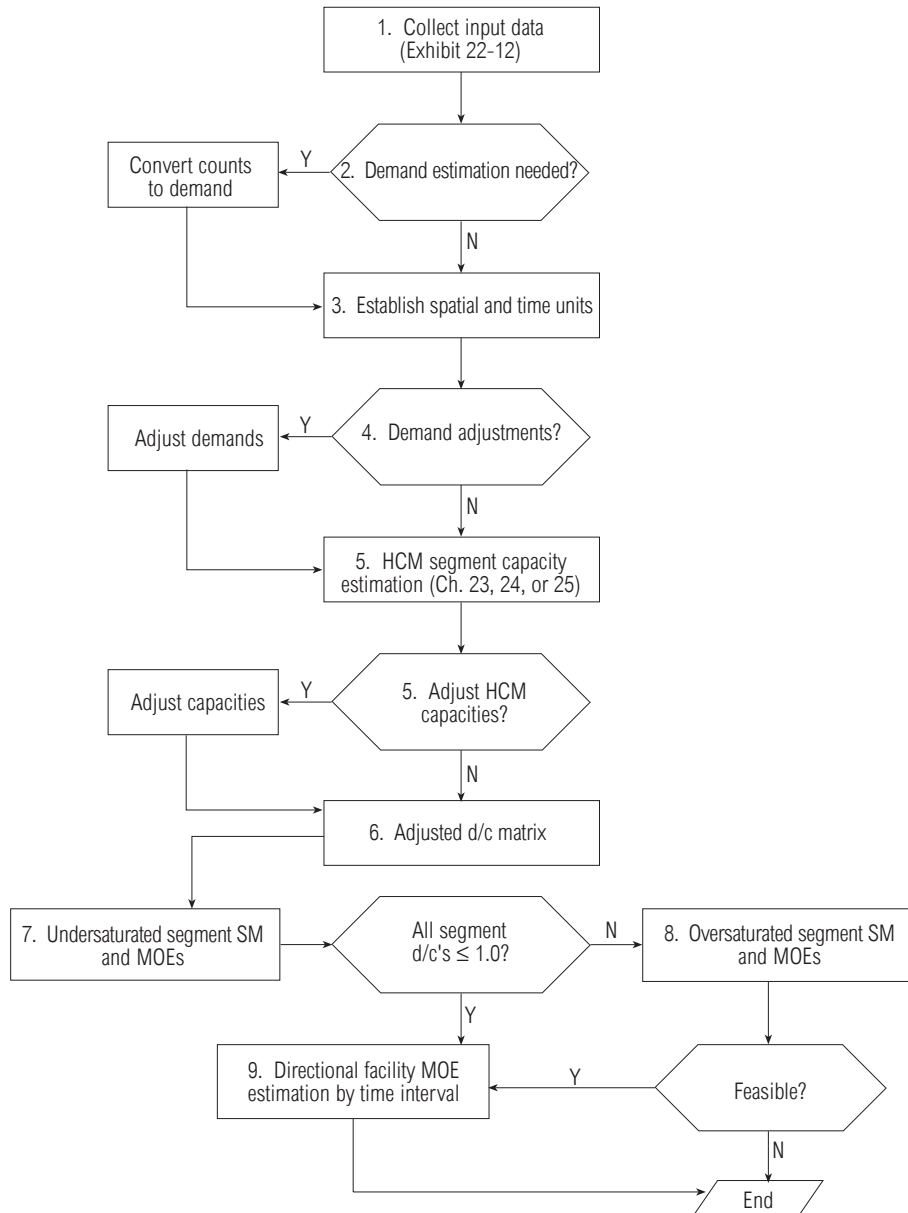 1. Collect input data
(Exhibit 22-12)
Convert counts
to demand
Y
2. Demand estimation needed?
N
3. Establish spatial and time units
Adjust demands
Y
4. Demand adjustments?
N
5. HCM segment capacity
estimation (Ch. 23, 24, or 25)
Adjust capacities
Y
5. Adjust HCM
capacities?
N
6. Adjusted d/c matrix
7. Undersaturated segment SM
and MOEs
All segment
d/c's ≤ 1.0?
N
8. Oversaturated segment SM
and MOEs
Y
9. Directional facility MOE
estimation by time interval
Y
Feasible?
N
End